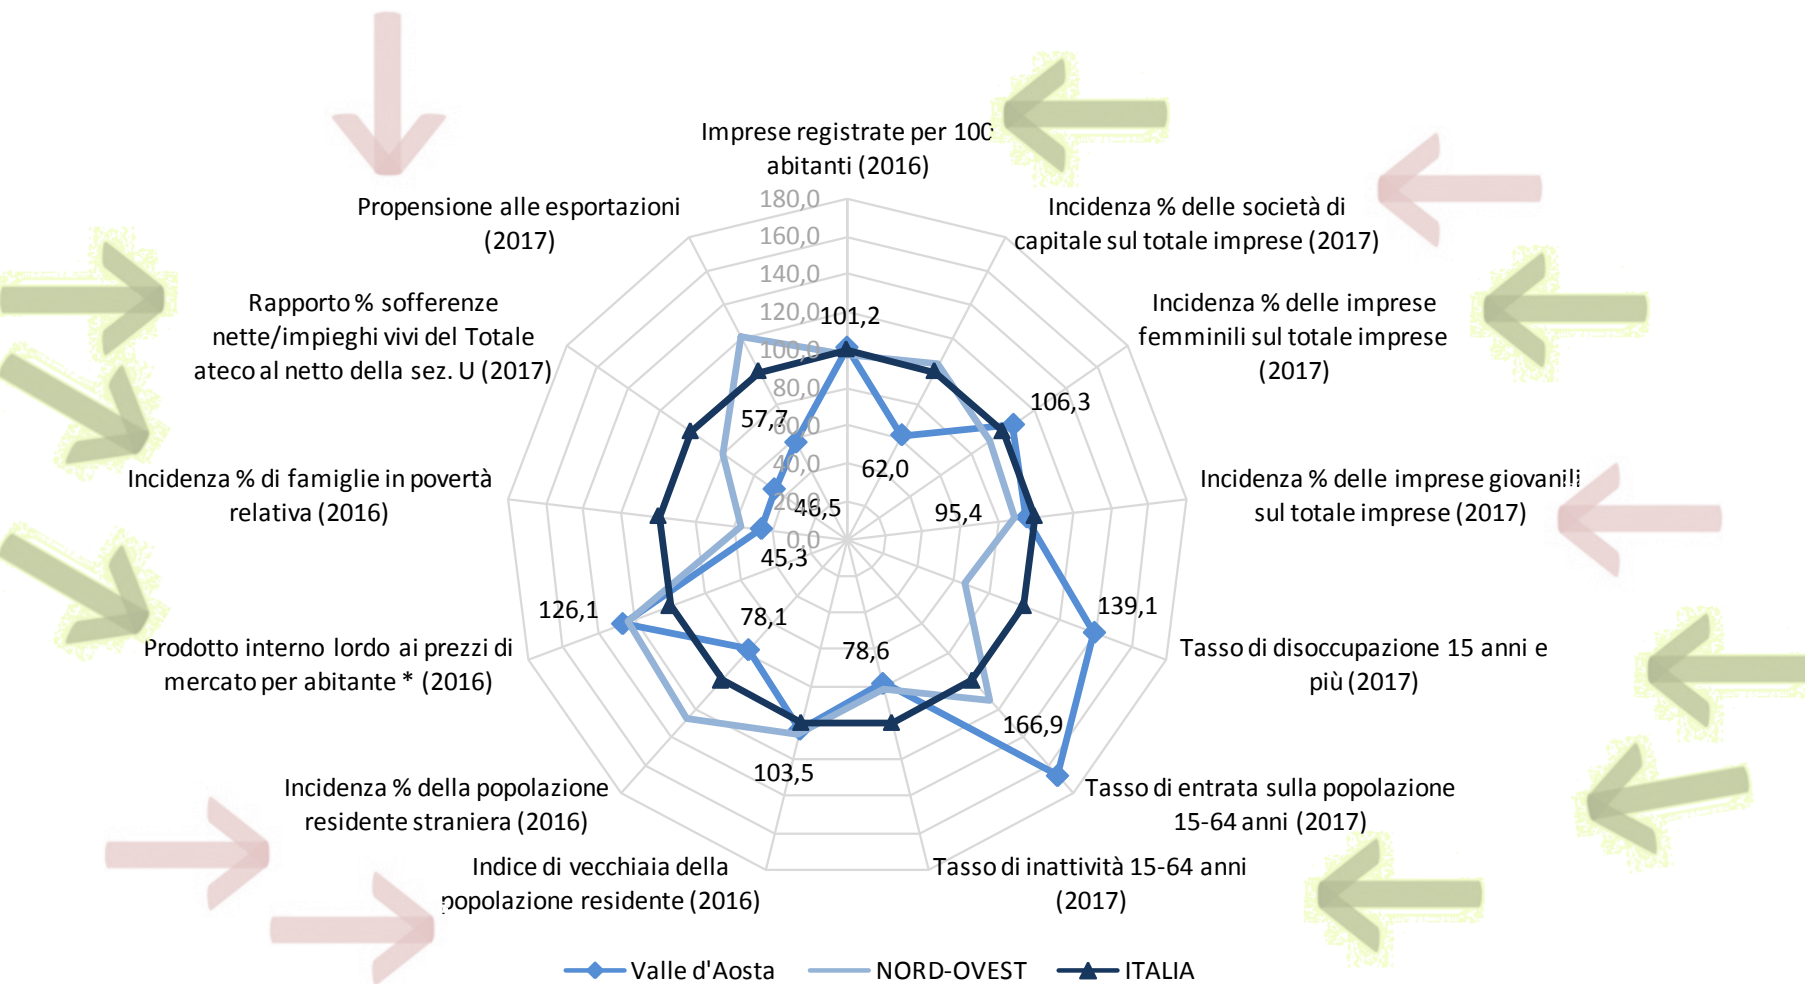 Imprese registrate per 100
abitanti (2016)
Incidenza % delle società di
capitale sul totale imprese (2017)
Incidenza % delle imprese
femminili sul totale imprese
(2017)
Incidenza % delle imprese giovanili
sul totale imprese (2017)
Tasso di disoccupazione 15 anni e
più (2017)
Tasso di entrata sulla popolazione
15-64 anni (2017)
Tasso di inattività 15-64 anni
(2017)
Indice di vecchiaia della
popolazione residente (2016)
Incidenza % della popolazione
residente straniera (2016)
Prodotto interno lordo ai prezzi di
mercato per abitante * (2016)
Incidenza % di famiglie in povertà
relativa (2016)
Rapporto % sofferenze
nette/impieghi vivi del Totale
ateco al netto della sez. U (2017)
Propensione alle esportazioni
(2017)
180,0
160,0
140,0
120,0
100,0
80,0
60,0
40,0
20,0
0,0
101,2
62,0
106,3
95,4
139,1
166,9
78,6
103,5
78,1
126,1
45,3
46,5
57,7
Valle d'Aosta
NORD-OVEST
ITALIA